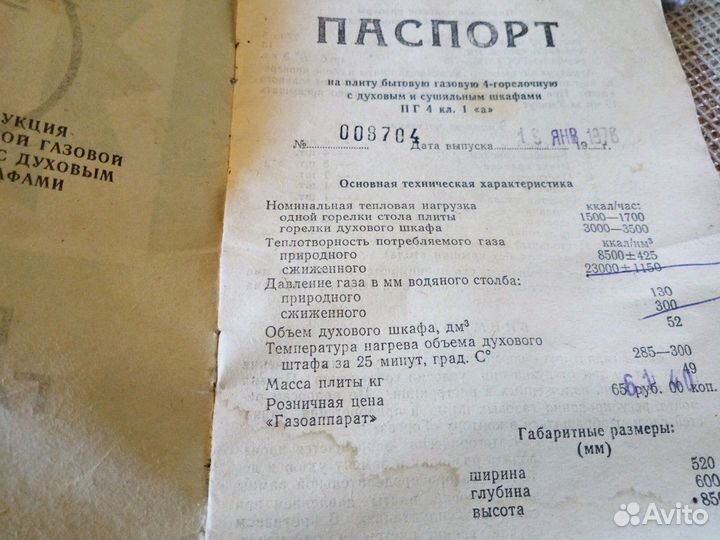 УКЦИЯ
ОЙ ГАЗОВОЙ
С ДУХОВЫМ
АФАМИ
ПАСПОРТ
на плиту бытовую газовую 4-горелочную
с духовым и сушильным шкафами
ПГ 4 кл. 1 «а»
№ 008704 Дата выпуска ЯНВ 1978 г.
Основная техническая характеристика
Номинальная тепловая нагрузка ккал/час:
одной горелки стола плиты 1500—1700
горелки духового шкафа 3000—3500
Теплотворность потребляемого газа ккал/нм³
природного 8500±425
сжиженного 23000±1150
Давление газа в мм водяного столба:
природного 130
сжиженного 300
Объем духового шкафа, дм³ 52
Температура нагрева объема духового
штафа за 25 минут, град. С° 285—300
Масса плиты кг 49
Розничная цена руб. 00 коп.
«Газоаппарат»
Габаритные размеры:
(мм)
ширина 520
глубина 600
высота 850
Avito